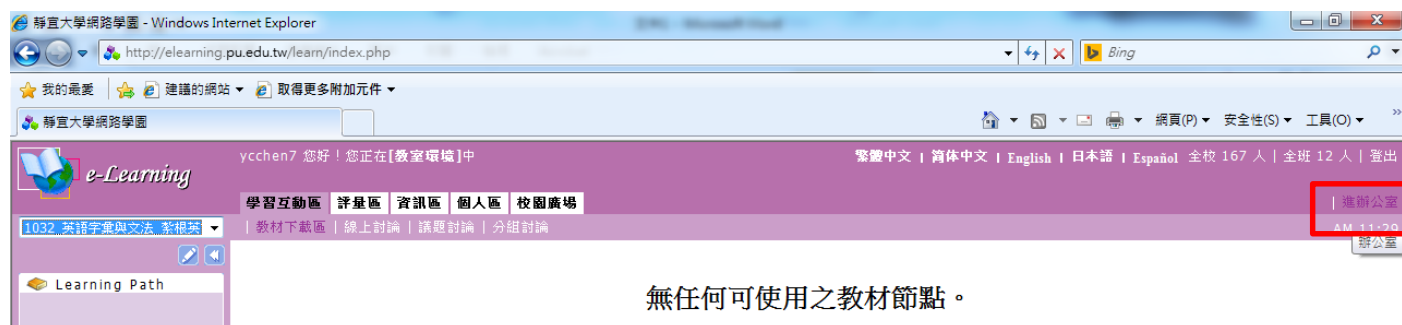 靜宜大學網路學園 - Windows Internet Explorer
http://elearning.pu.edu.tw/learn/index.php
Bing
我的最愛 建議的網站 取得更多附加元件
靜宜大學網路學園
網頁(P) 安全性(S) 工具(O) »
e-Learning
ycchen7 您好！您正在[教室環境]中
繁體中文 | 简体中文 | English | 日本語 | Español 全校 167 人 | 全班 12 人 | 登出
學習互動區 評量區 資訊區 個人區 校園廣場
| 進辦公室
1032_英語字彙與文法_紫根英
| 教材下載區 | 線上討論 | 議題討論 | 分組討論
AM 11:29
辦公室
Learning Path
無任何可使用之教材節點。